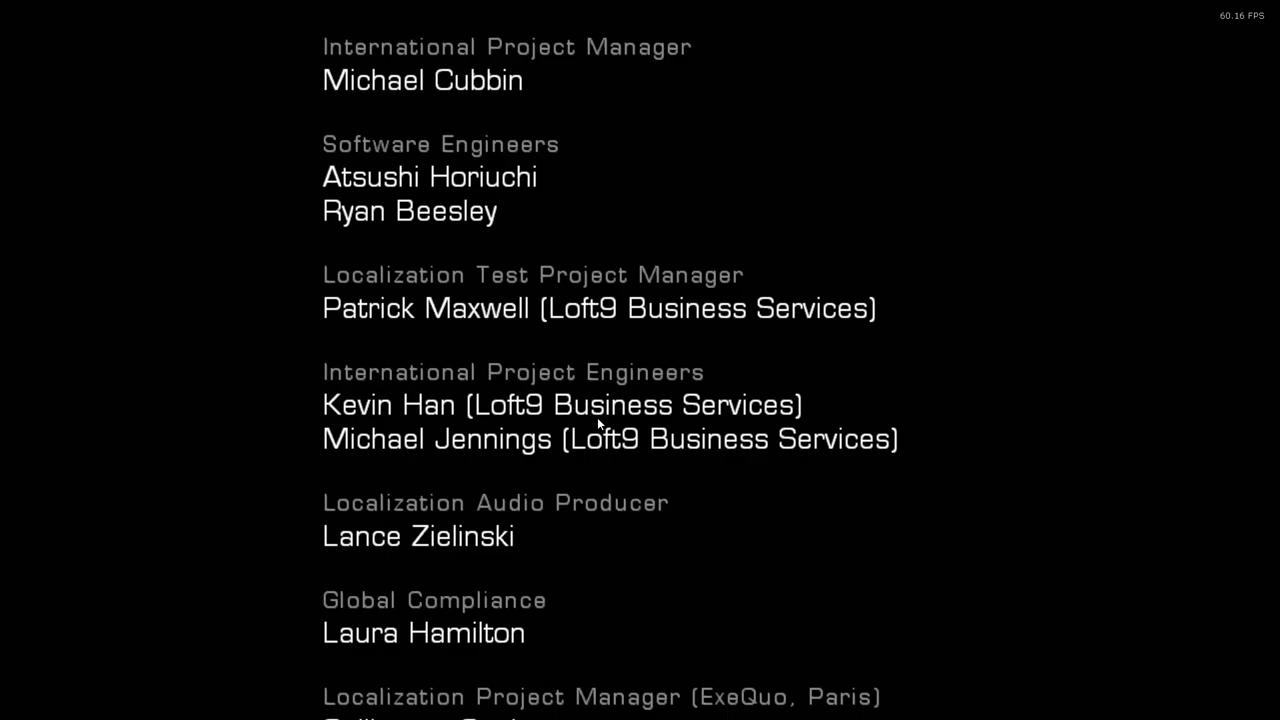 60.16 FPS
International Project Manager
Michael Cubbin
Software Engineers
Atsushi Horiuchi
Ryan Beesley
Localization Test Project Manager
Patrick Maxwell (Loft9 Business Services)
International Project Engineers
Kevin Han (Loft9 Business Services)
Michael Jennings (Loft9 Business Services)
Localization Audio Producer
Lance Zielinski
Global Compliance
Laura Hamilton
Localization Project Manager (ExeQuo, Paris)